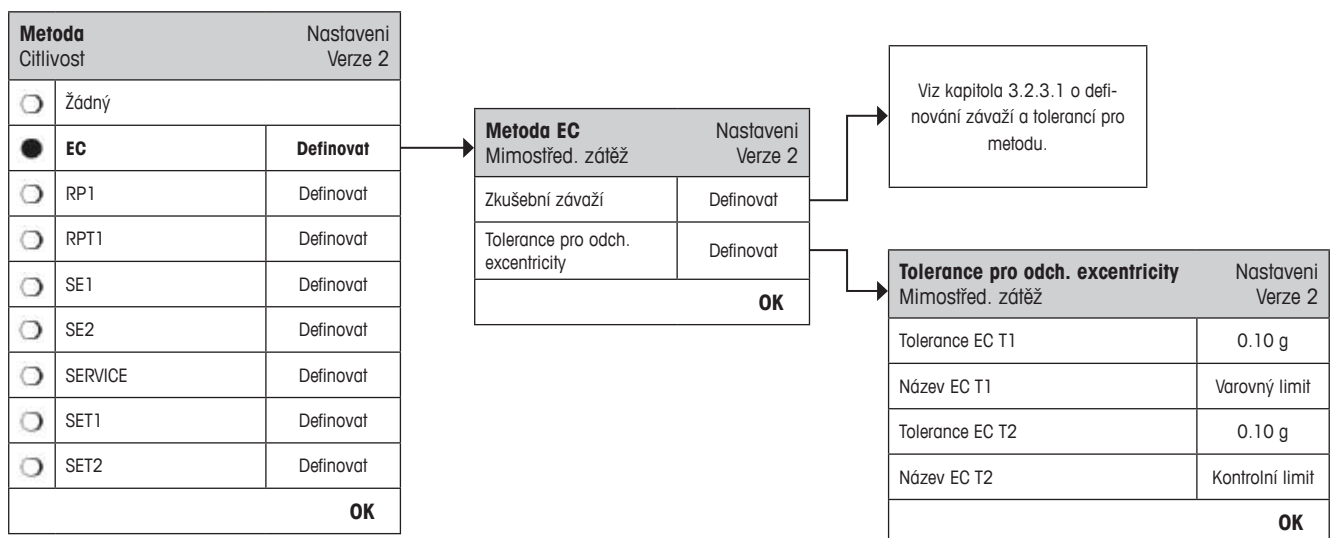 Metoda Nastaveni
Citlivost Verze 2
Žádný
EC Definovat
RP1 Definovat
RPT1 Definovat
SE1 Definovat
SE2 Definovat
SERVICE Definovat
SET1 Definovat
SET2 Definovat
OK
Metoda EC Nastaveni
Mimostřed. zátěž Verze 2
Zkušební závaží Definovat
Tolerance pro odch.
excentricity Definovat
OK
Viz kapitola 3.2.3.1 o defi-
nování závaží a tolerancí pro
metodu.
Tolerance pro odch. excentricity Nastaveni
Mimostřed. zátěž Verze 2
Tolerance EC T1 0.10 g
Název EC T1 Varovný limit
Tolerance EC T2 0.10 g
Název EC T2 Kontrolní limit
OK